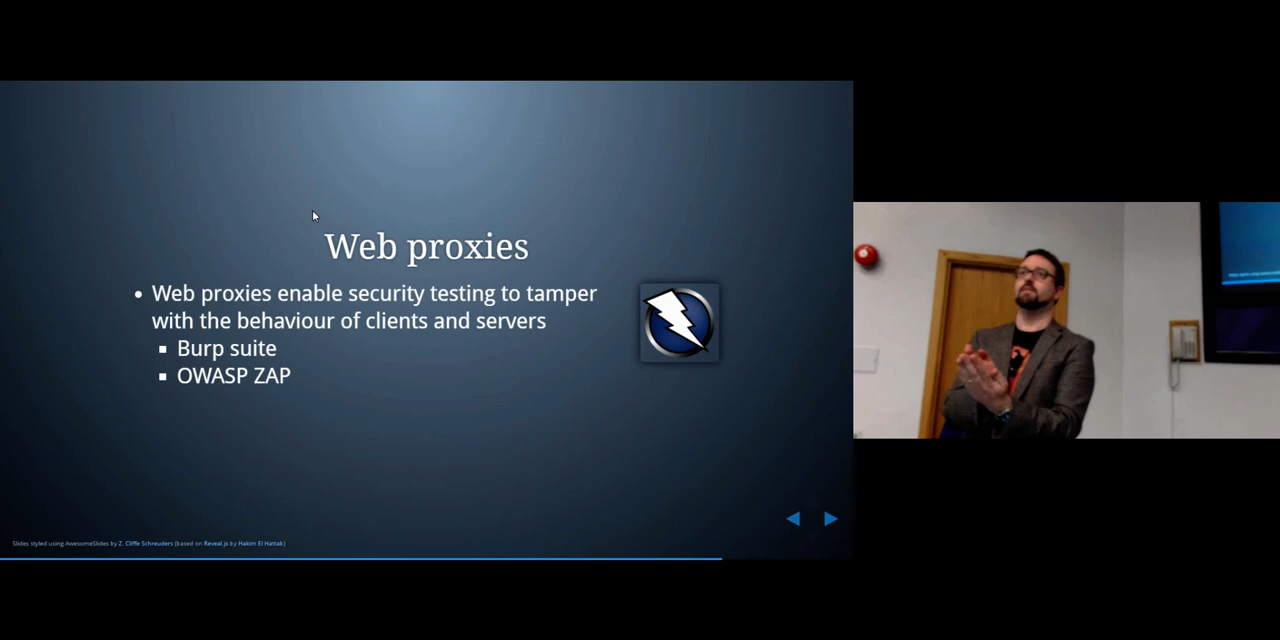 Web proxies
• Web proxies enable security testing to tamper
with the behaviour of clients and servers
▪ Burp suite
▪ OWASP ZAP
Slides styled using AwesomeSlides by Z. Cliffe Schreuders (based on Reveal.js by Hakim El Hattab)